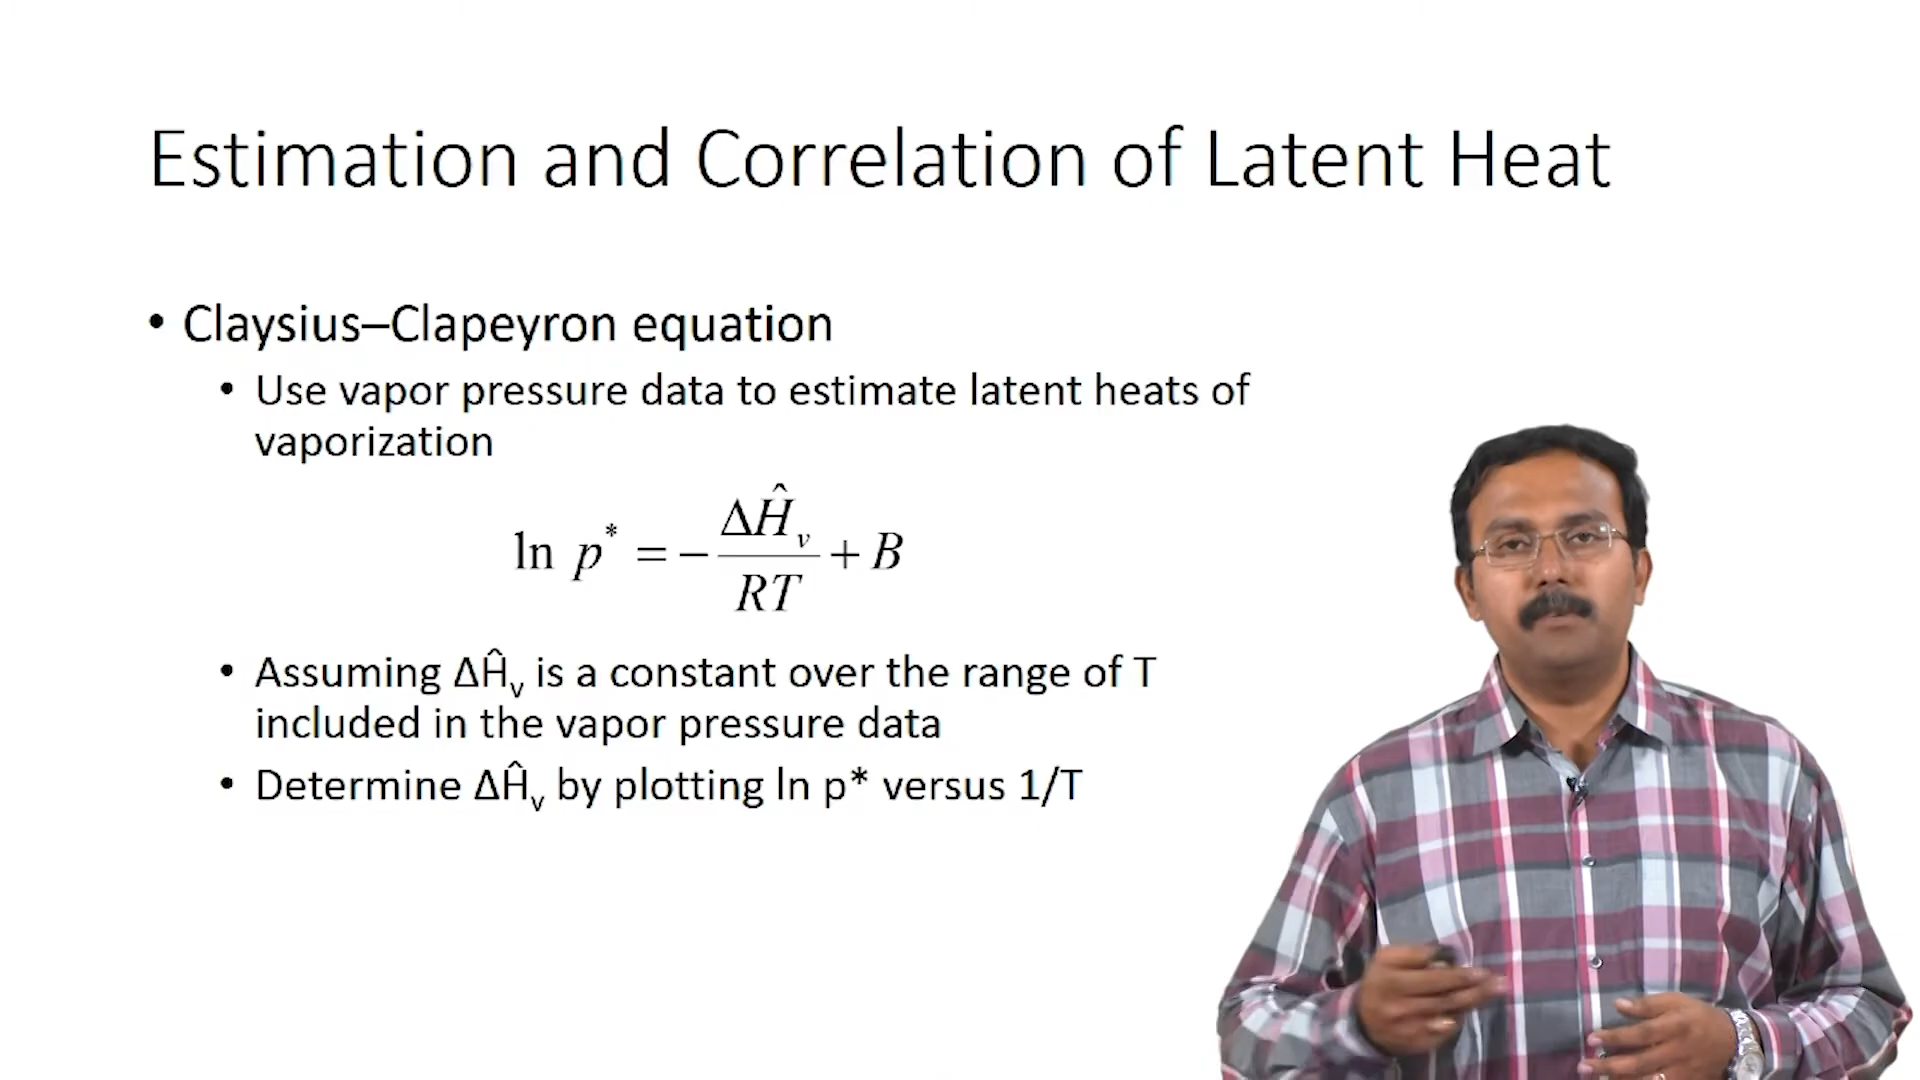 Estimation and Correlation of Latent Heat
• Claysius–Clapeyron equation
• Use vapor pressure data to estimate latent heats of
vaporization
ln p* = − ΔĤv / RT + B
• Assuming ΔĤv is a constant over the range of T
included in the vapor pressure data
• Determine ΔĤv by plotting ln p* versus 1/T